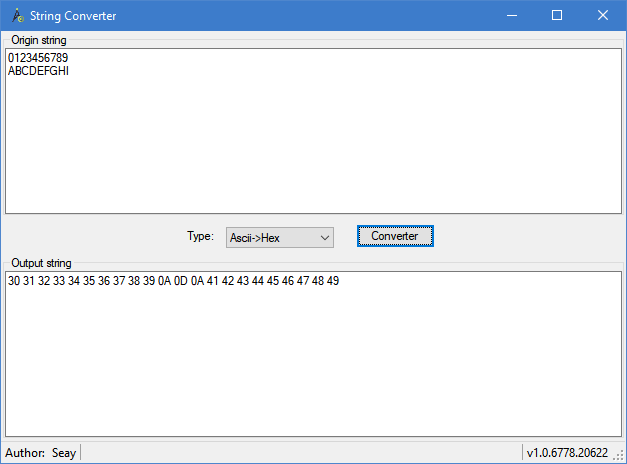 String Converter
Origin string
0123456789
ABCDEFGHI
Type:
Ascii->Hex
Converter
Output string
30 31 32 33 34 35 36 37 38 39 0A 0D 0A 41 42 43 44 45 46 47 48 49
Author: Seay
v1.0.6778.20622